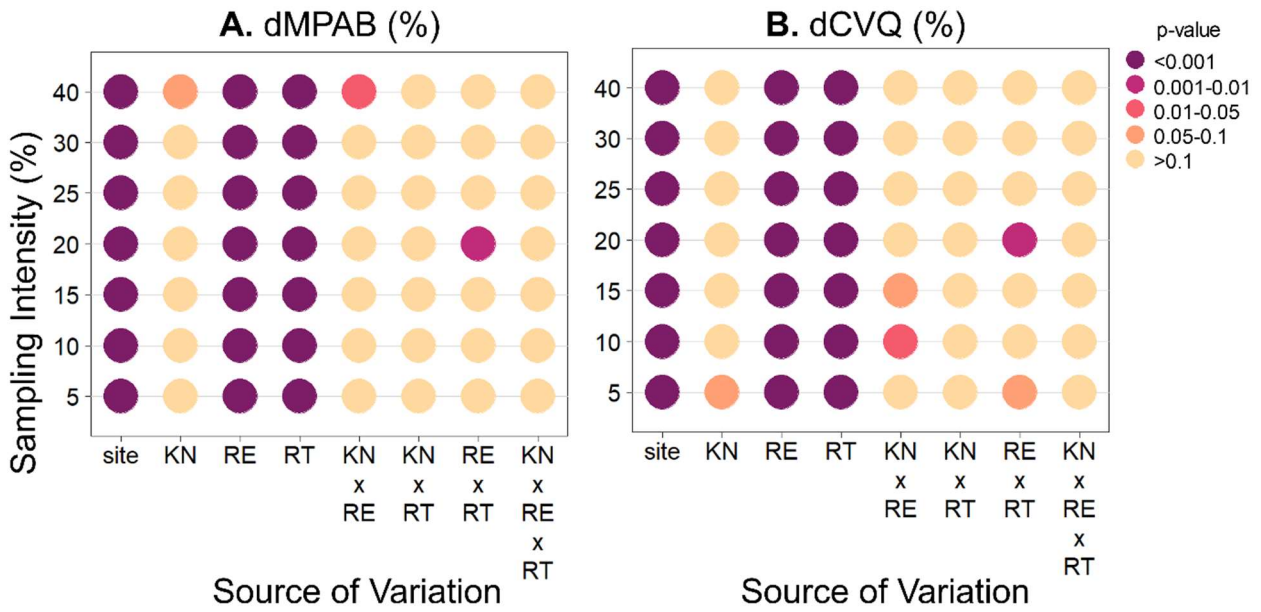 A. dMPAB (%)
B. dCVQ (%)
p-value
<0.001
0.001-0.01
0.01-0.05
0.05-0.1
>0.1
Sampling Intensity (%)
40
30
25
20
15
10
5
site KN RE RT KN KN RE KN
x x x x
RE RT RT RE
x
RT
Source of Variation
40
30
25
20
15
10
5
site KN RE RT KN KN RE KN
x x x x
RE RT RT RE
x
RT
Source of Variation